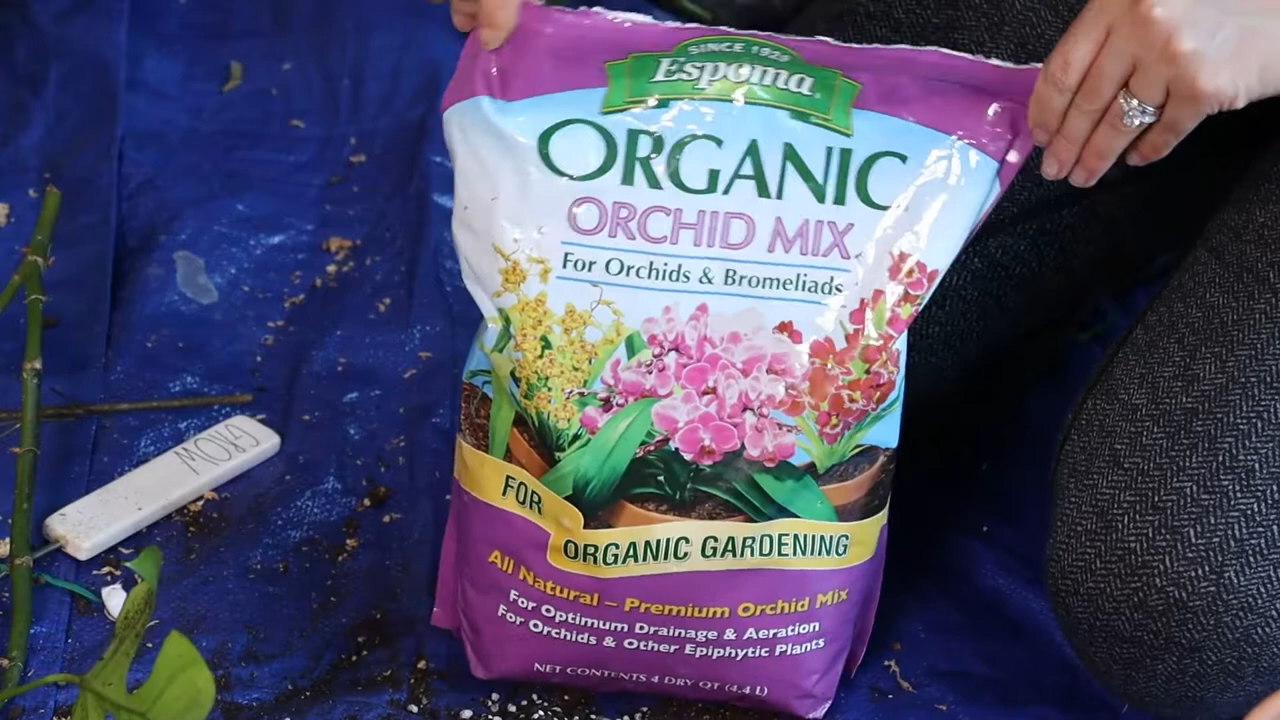 SINCE 1929
Espoma
ORGANIC
ORCHID MIX
For Orchids & Bromeliads
FOR
ORGANIC GARDENING
All Natural – Premium Orchid Mix
For Optimum Drainage & Aeration
For Orchids & Other Epiphytic Plants
NET CONTENTS 4 DRY QT (4.4 L)
GROW